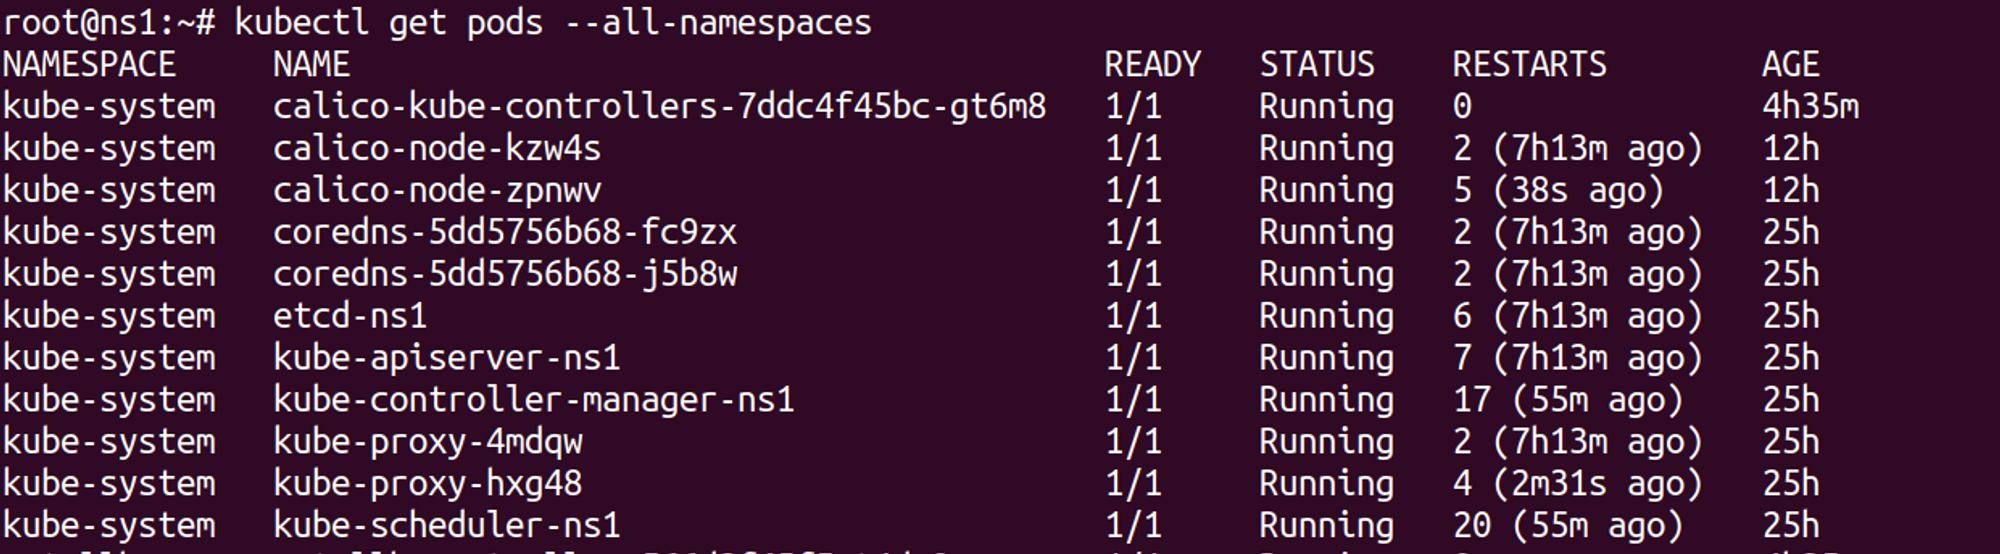 root@ns1:~# kubectl get pods --all-namespaces
NAMESPACE NAME READY STATUS RESTARTS AGE
kube-system calico-kube-controllers-7ddc4f45bc-gt6m8 1/1 Running 0 4h35m
kube-system calico-node-kzw4s 1/1 Running 2 (7h13m ago) 12h
kube-system calico-node-zpnwv 1/1 Running 5 (38s ago) 12h
kube-system coredns-5dd5756b68-fc9zx 1/1 Running 2 (7h13m ago) 25h
kube-system coredns-5dd5756b68-j5b8w 1/1 Running 2 (7h13m ago) 25h
kube-system etcd-ns1 1/1 Running 6 (7h13m ago) 25h
kube-system kube-apiserver-ns1 1/1 Running 7 (7h13m ago) 25h
kube-system kube-controller-manager-ns1 1/1 Running 17 (55m ago) 25h
kube-system kube-proxy-4mdqw 1/1 Running 2 (7h13m ago) 25h
kube-system kube-proxy-hxg48 1/1 Running 4 (2m31s ago) 25h
kube-system kube-scheduler-ns1 1/1 Running 20 (55m ago) 25h